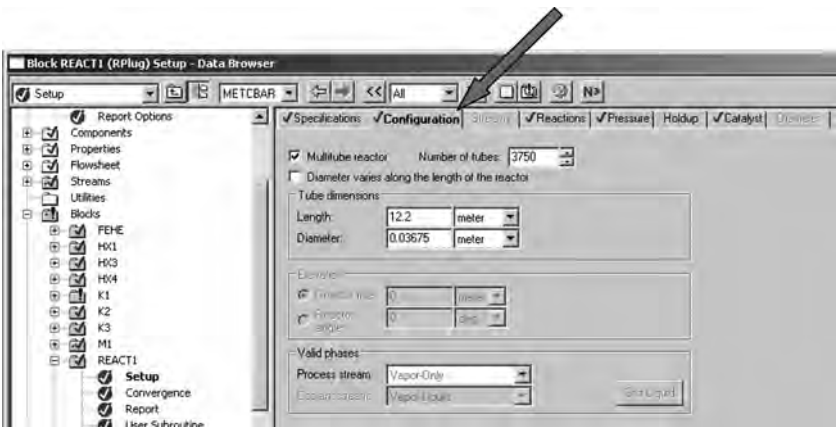 Block REACT1 (RPlug) Setup - Data Browser
Setup METCBAR << All N>
Report Options
Components
Properties
Flowsheet
Streams
Utilities
Blocks
FEHE
HX1
HX3
HX4
K1
K2
K3
M1
REACT1
Setup
Convergence
Report
User Subroutine
Specifications Configuration Streams Reactions Pressure Holdup Catalyst Diameter
Multitube reactor Number of tubes: 3750
Diameter varies along the length of the reactor
Tube dimensions
Length: 12.2 meter
Diameter: 0.03675 meter
Elevation
0 meter
Reactor angle: 0 deg
Valid phases
Process stream: Vapor-Only
Vapor-Liquid